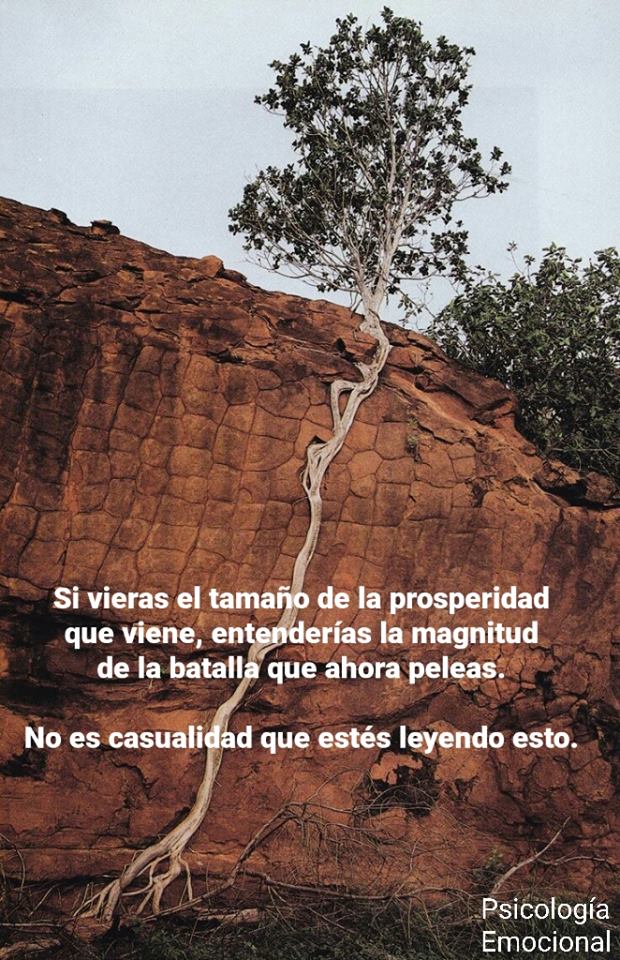 Si vieras el tamaño de la prosperidad
que viene, entenderías la magnitud
de la batalla que ahora peleas.
No es casualidad que estés leyendo esto.
Psicología
Emocional